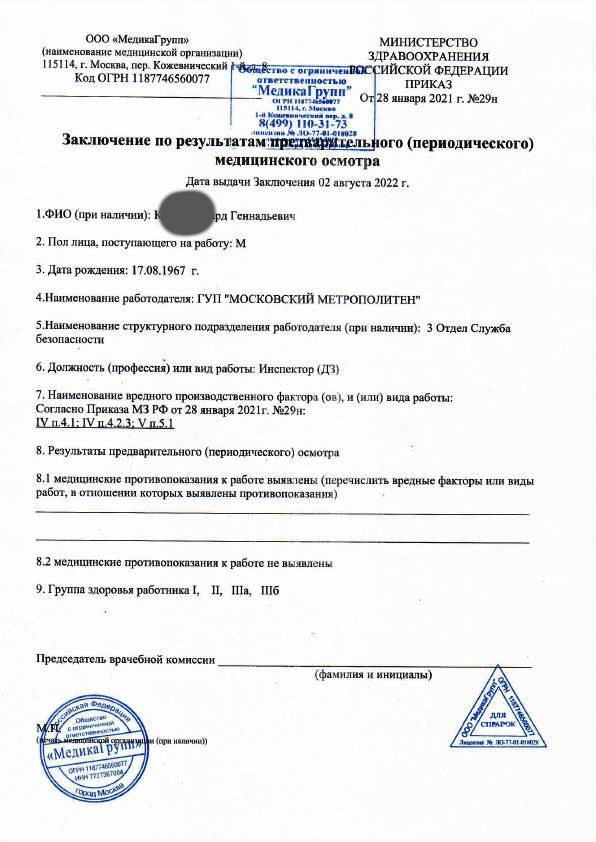 ООО «МедикаГрупп»
(наименование медицинской организации)
115114, г. Москва, пер. Кожевнический 1-й д. 8
Код ОГРН 1187746560077
МИНИСТЕРСТВО
ЗДРАВООХРАНЕНИЯ
РОССИЙСКОЙ ФЕДЕРАЦИИ
ПРИКАЗ
От 28 января 2021 г. №29н
Общество с ограниченной
ответственностью
"МедикаГрупп"
ОГРН 1187746560077
115114, г. Москва
1-й Кожевнический пер. д. 8
8(499) 110-31-73
лицензия № ЛО-77-01-018028
Заключение по результатам предварительного (периодического)
медицинского осмотра
Дата выдачи Заключения 02 августа 2022 г.
1.ФИО (при наличии): К ард Геннадьевич
2. Пол лица, поступающего на работу: М
3. Дата рождения: 17.08.1967 г.
4.Наименование работодателя: ГУП "МОСКОВСКИЙ МЕТРОПОЛИТЕН"
5.Наименование структурного подразделения работодателя (при наличии): 3 Отдел Служба
безопасности
6. Должность (профессия) или вид работы: Инспектор (ДЗ)
7. Наименование вредного производственного фактора (ов), и (или) вида работы:
Согласно Приказа МЗ РФ от 28 января 2021г. №29н:
IV п.4.1; IV п.4.2.3; V п.5.1
8. Результаты предварительного (периодического) осмотра
8.1 медицинские противопоказания к работе выявлены (перечислить вредные факторы или виды
работ, в отношении которых выявлены противопоказания)
8.2 медицинские противопоказания к работе не выявлены
9. Группа здоровья работника I, II, IIIа, IIIб
Председатель врачебной комиссии
(фамилия и инициалы)
М.П.
(печать медицинской организации (при наличии))
Российская Федерация
Общество
с ограниченной
ответственностью
«МедикаГрупп»
ОГРН 1187746560077
ИНН 7727367004
город Москва
ООО "МедикаГрупп"
ОГРН 1187746560077
ДЛЯ
СПРАВОК
Лицензия № ЛО-77-01-018028